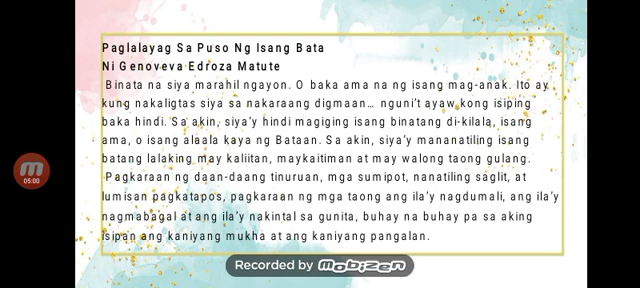 Paglalayag Sa Puso Ng Isang Bata
Ni Genoveva Edroza Matute
Binata na siya marahil ngayon. O baka ama na ng isang mag-anak. Ito ay
kung nakaligtas siya sa nakaraang digmaan… nguni't ayaw kong isiping
baka hindi. Sa akin, siya'y hindi magiging isang binatang di-kilala, isang
ama, o isang alaala kaya ng Bataan. Sa akin, siya'y mananatiling isang
batang lalaking may kaliitan, maykaitiman at may walong taong gulang.
Pagkaraan ng daan-daang tinuruan, mga sumipot, nanatiling saglit, at
lumisan pagkatapos, pagkaraan ng mga taong ang ila'y nagdumali, ang ila'y
nagmabagal at ang ila'y nakintal sa gunita, buhay na buhay pa sa aking
isipan ang kaniyang mukha at ang kaniyang pangalan.
05:00
Recorded by Mobizen